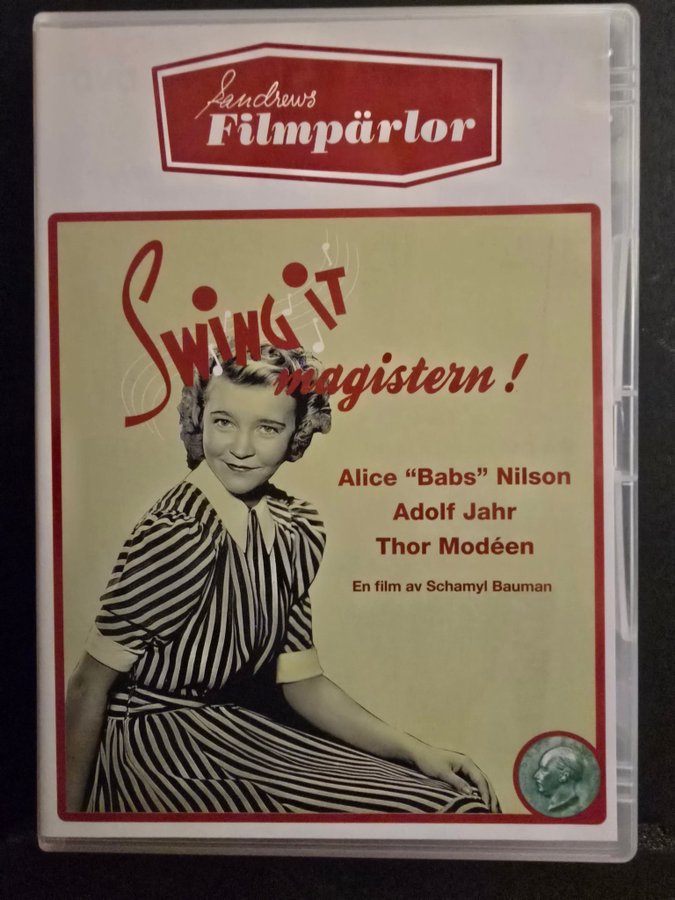 Sandrews
Filmpärlor
Swing it
magistern!
Alice “Babs” Nilson
Adolf Jahr
Thor Modéen
En film av Schamyl Bauman